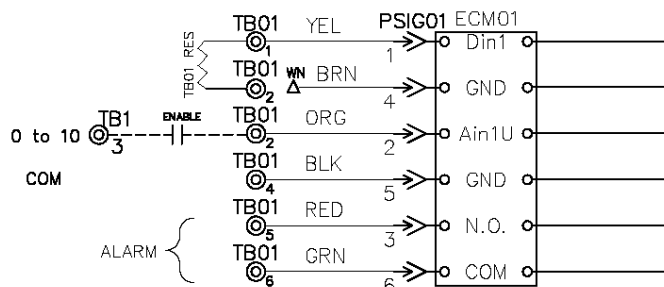 TB01 YEL PSIG01 ECM01
1 1 Din1
TB01 RES
TB01 WN BRN
2 4 GND
0 to 10 TB1 3 ENABLE TB01 ORG
2 2 Ain1U
COM TB01 BLK
4 5 GND
ALARM TB01 RED
5 3 N.O.
TB01 GRN
6 6 COM